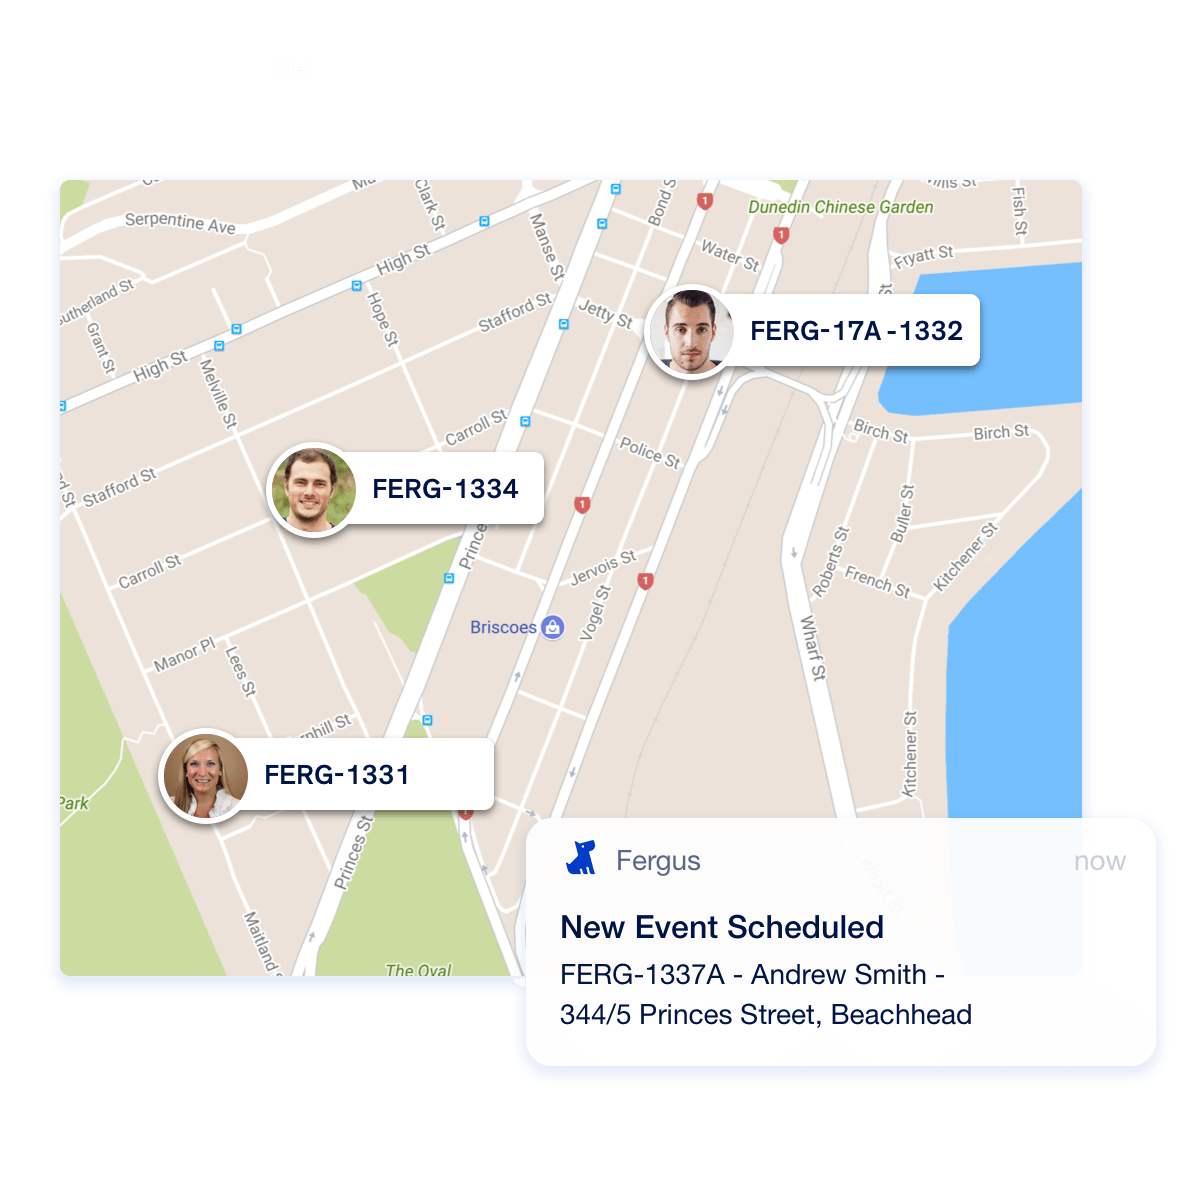 Serpentine Ave
Clark St
Manse St
Bond S
Dunedin Chinese Garden
Fish St
High St
Water St
Fryatt St
Sutherland St
Grant St
Hope St
Stafford St
Jetty St
FERG-17A -1332
High St
Melville St
Carroll St
Police St
Birch St
Birch St
Stafford St
FERG-1334
Buller St
Prince
Carroll St
Jervois St
Roberts St
French St
Kitchener St
Briscoes
Vogel St
Manor Pl
Lees St
Wharf St
rnhill St
Kitchener St
FERG-1331
Park
Princes St
Fergus
now
Maitland S
New Event Scheduled
The Oval
FERG-1337A - Andrew Smith -
344/5 Princes Street, Beachhead